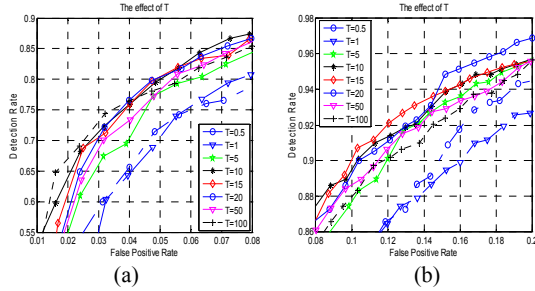 The effect of T
0.9
0.85
0.8
0.75
0.7
0.65
0.6
0.55
Detection Rate
0.01 0.02 0.03 0.04 0.05 0.06 0.07 0.08
False Positive Rate
T=0.5
T=1
T=5
T=10
T=15
T=20
T=50
T=100
(a)
The effect of T
0.98
0.96
0.94
0.92
0.9
0.88
0.86
Detection Rate
0.08 0.1 0.12 0.14 0.16 0.18 0.2
False Positive Rate
T=0.5
T=1
T=5
T=10
T=15
T=20
T=50
T=100
(b)